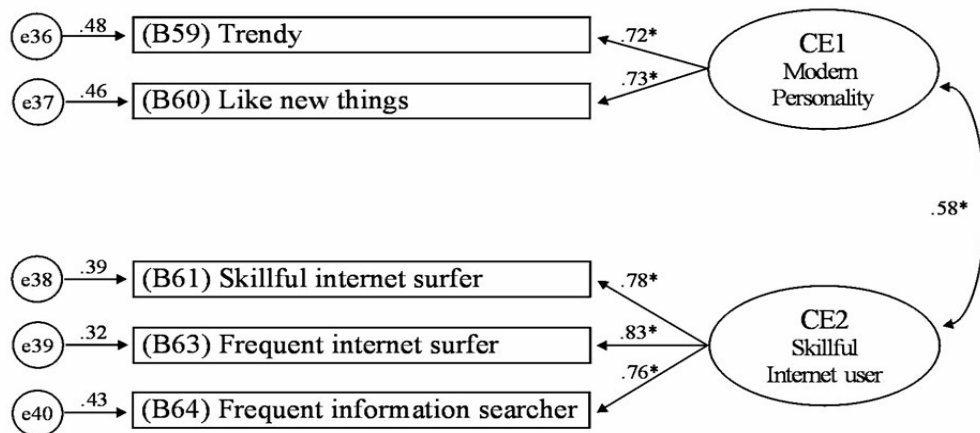 e36
.48
(B59) Trendy
.72*
CE1
Modern
Personality
e37
.46
(B60) Like new things
.73*
.58*
e38
.39
(B61) Skillful internet surfer
.78*
CE2
Skillful
Internet user
e39
.32
(B63) Frequent internet surfer
.83*
e40
.43
(B64) Frequent information searcher
.76*